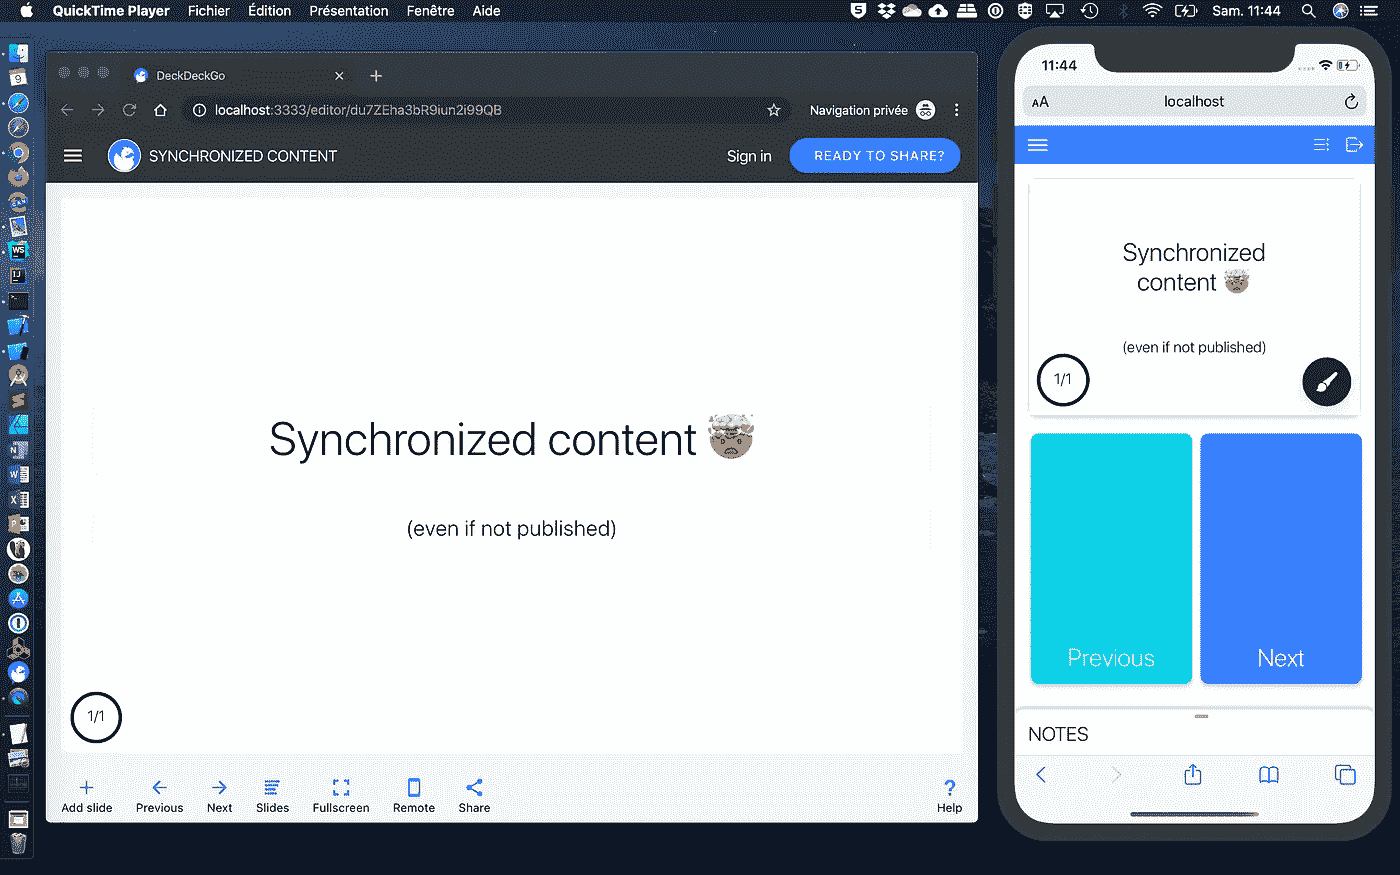 QuickTime Player Fichier Édition Présentation Fenêtre Aide Sam. 11:44
DeckDeckGo
localhost:3333/editor/du7ZEha3bR9iun2i99QB Navigation privée
SYNCHRONIZED CONTENT Sign in READY TO SHARE?
Synchronized content 🤯
(even if not published)
1/1
Add slide Previous Next Slides Fullscreen Remote Share Help
11:44
AA localhost
Synchronized
content 🤯
(even if not published)
1/1
Previous Next
NOTES